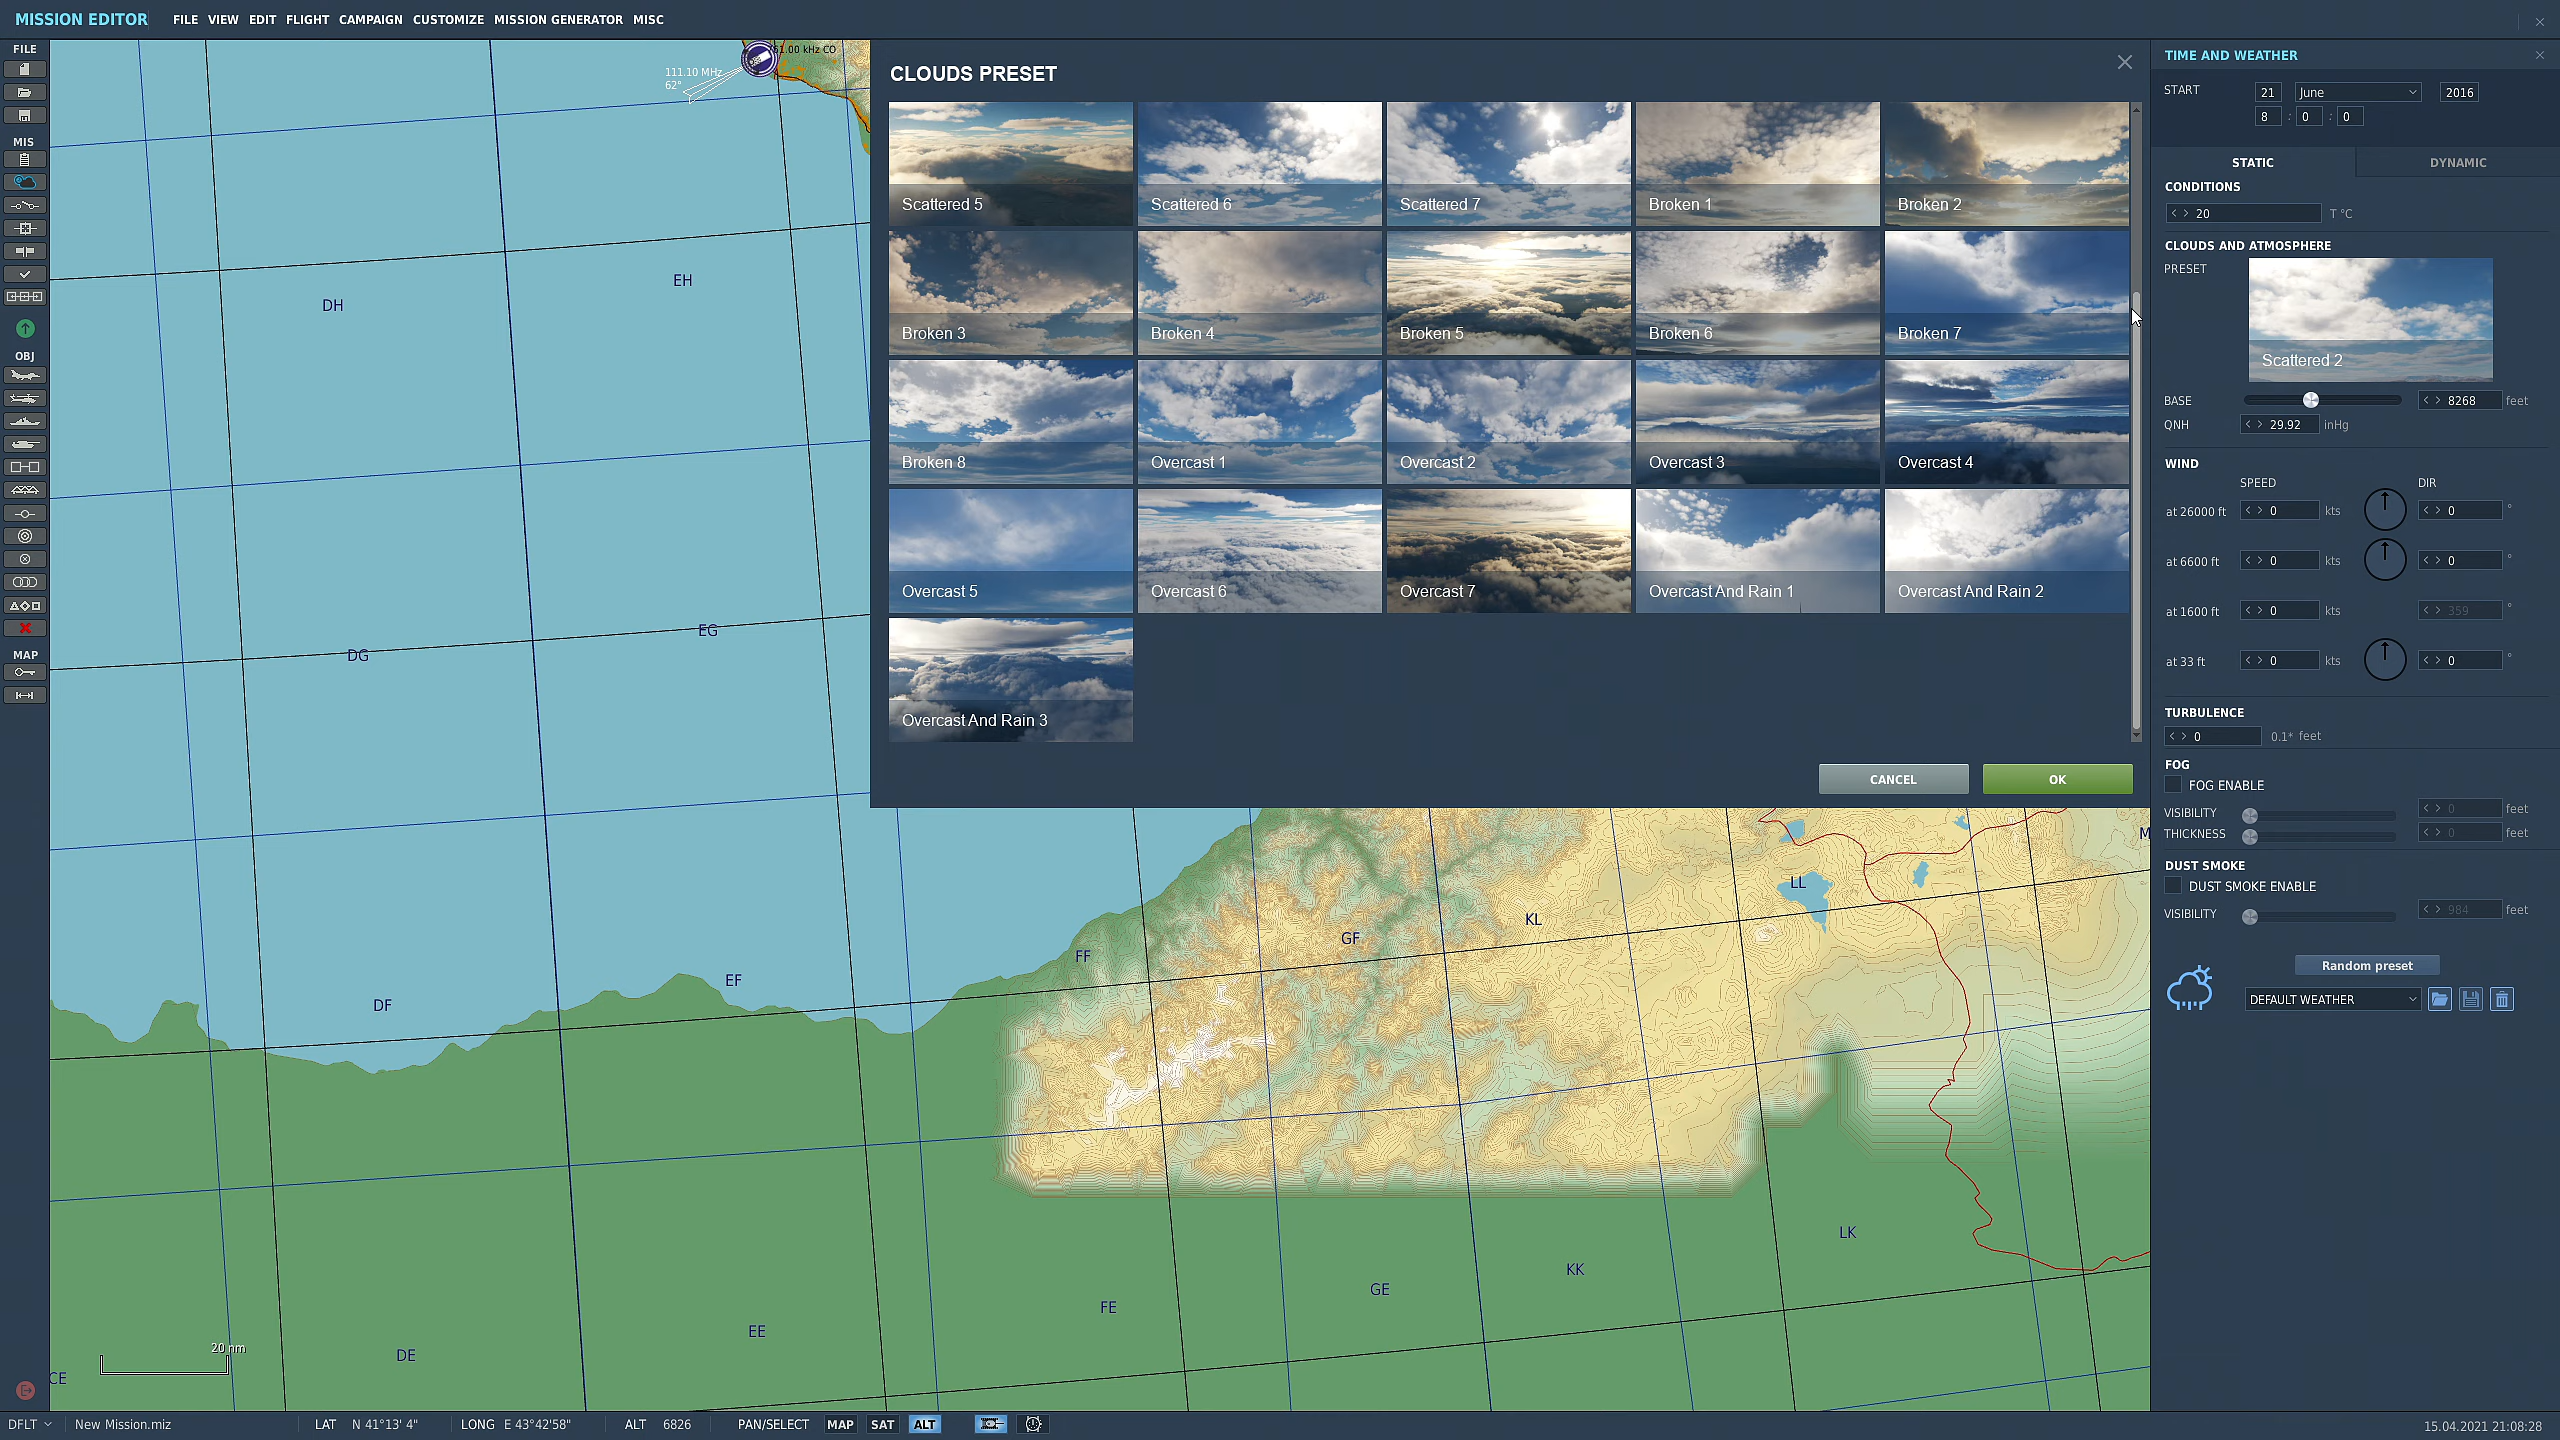 MISSION EDITOR FILE VIEW EDIT FLIGHT CAMPAIGN CUSTOMIZE MISSION GENERATOR MISC
FILE
MIS
OBJ
MAP
51.00 kHz CO
111.10 MHz
62°
DH
EH
DG
EG
DF
EF
FF
GF
KL
LL
M
LK
KK
GE
FE
EE
DE
CE
20 nm
CLOUDS PRESET
Scattered 5
Scattered 6
Scattered 7
Broken 1
Broken 2
Broken 3
Broken 4
Broken 5
Broken 6
Broken 7
Broken 8
Overcast 1
Overcast 2
Overcast 3
Overcast 4
Overcast 5
Overcast 6
Overcast 7
Overcast And Rain 1
Overcast And Rain 2
Overcast And Rain 3
CANCEL OK
TIME AND WEATHER
START 21 June 2016
8 : 0 : 0
STATIC DYNAMIC
CONDITIONS
20 T °C
CLOUDS AND ATMOSPHERE
PRESET
Scattered 2
BASE 8268 feet
QNH 29.92 inHg
WIND
SPEED DIR
at 26000 ft 0 kts 0 °
at 6600 ft 0 kts 0 °
at 1600 ft 0 kts 359 °
at 33 ft 0 kts 0 °
TURBULENCE
0 0.1* feet
FOG
FOG ENABLE
VISIBILITY 0 feet
THICKNESS 0 feet
DUST SMOKE
DUST SMOKE ENABLE
VISIBILITY 984 feet
Random preset
DEFAULT WEATHER
DFLT New Mission.miz LAT N 41°13' 4" LONG E 43°42'58" ALT 6826 PAN/SELECT MAP SAT ALT 15.04.2021 21:08:28